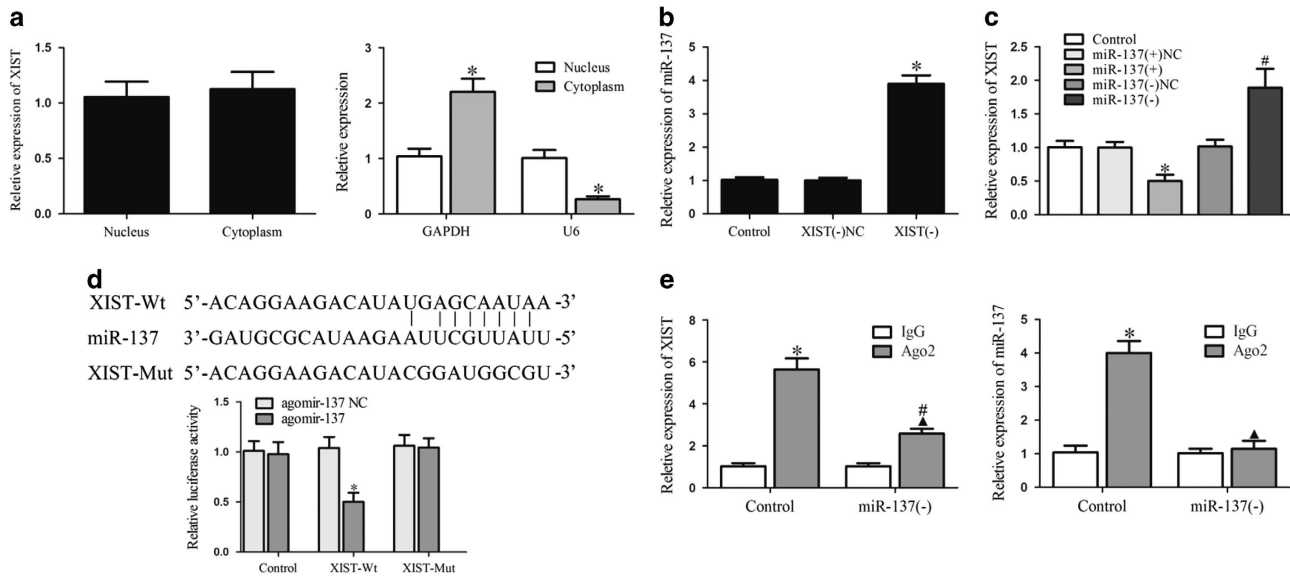 a
Reletive expression of XIST
1.5
1.0
0.5
0.0
Nucleus
Cytoplasm
Reletive expression
3
2
1
0
Nucleus
Cytoplasm
*
*
GAPDH
U6
b
Reletive expression of miR-137
5
4
3
2
1
0
*
Control
XIST(-)NC
XIST(-)
c
Reletive expression of XIST
2.5
2.0
1.5
1.0
0.5
0.0
Control
miR-137(+)NC
miR-137(+)
miR-137(-)NC
miR-137(-)
*
#
d
XIST-Wt 5'-ACAGGAAGACAUAUGAGCAAUAA-3'
miR-137 3'-GAUGCGCAUAAGAAUUCGUUAUU-5'
XIST-Mut 5'-ACAGGAAGACAUACGGAUGGCGU-3'
Relative luciferase activity
1.5
1.0
0.5
0.0
agomir-137 NC
agomir-137
*
Control
XIST-Wt
XIST-Mut
e
Reletive expression of XIST
8
6
4
2
0
IgG
Ago2
*
#
▲
Control
miR-137(-)
Reletive expression of miR-137
5
4
3
2
1
0
IgG
Ago2
*
▲
Control
miR-137(-)